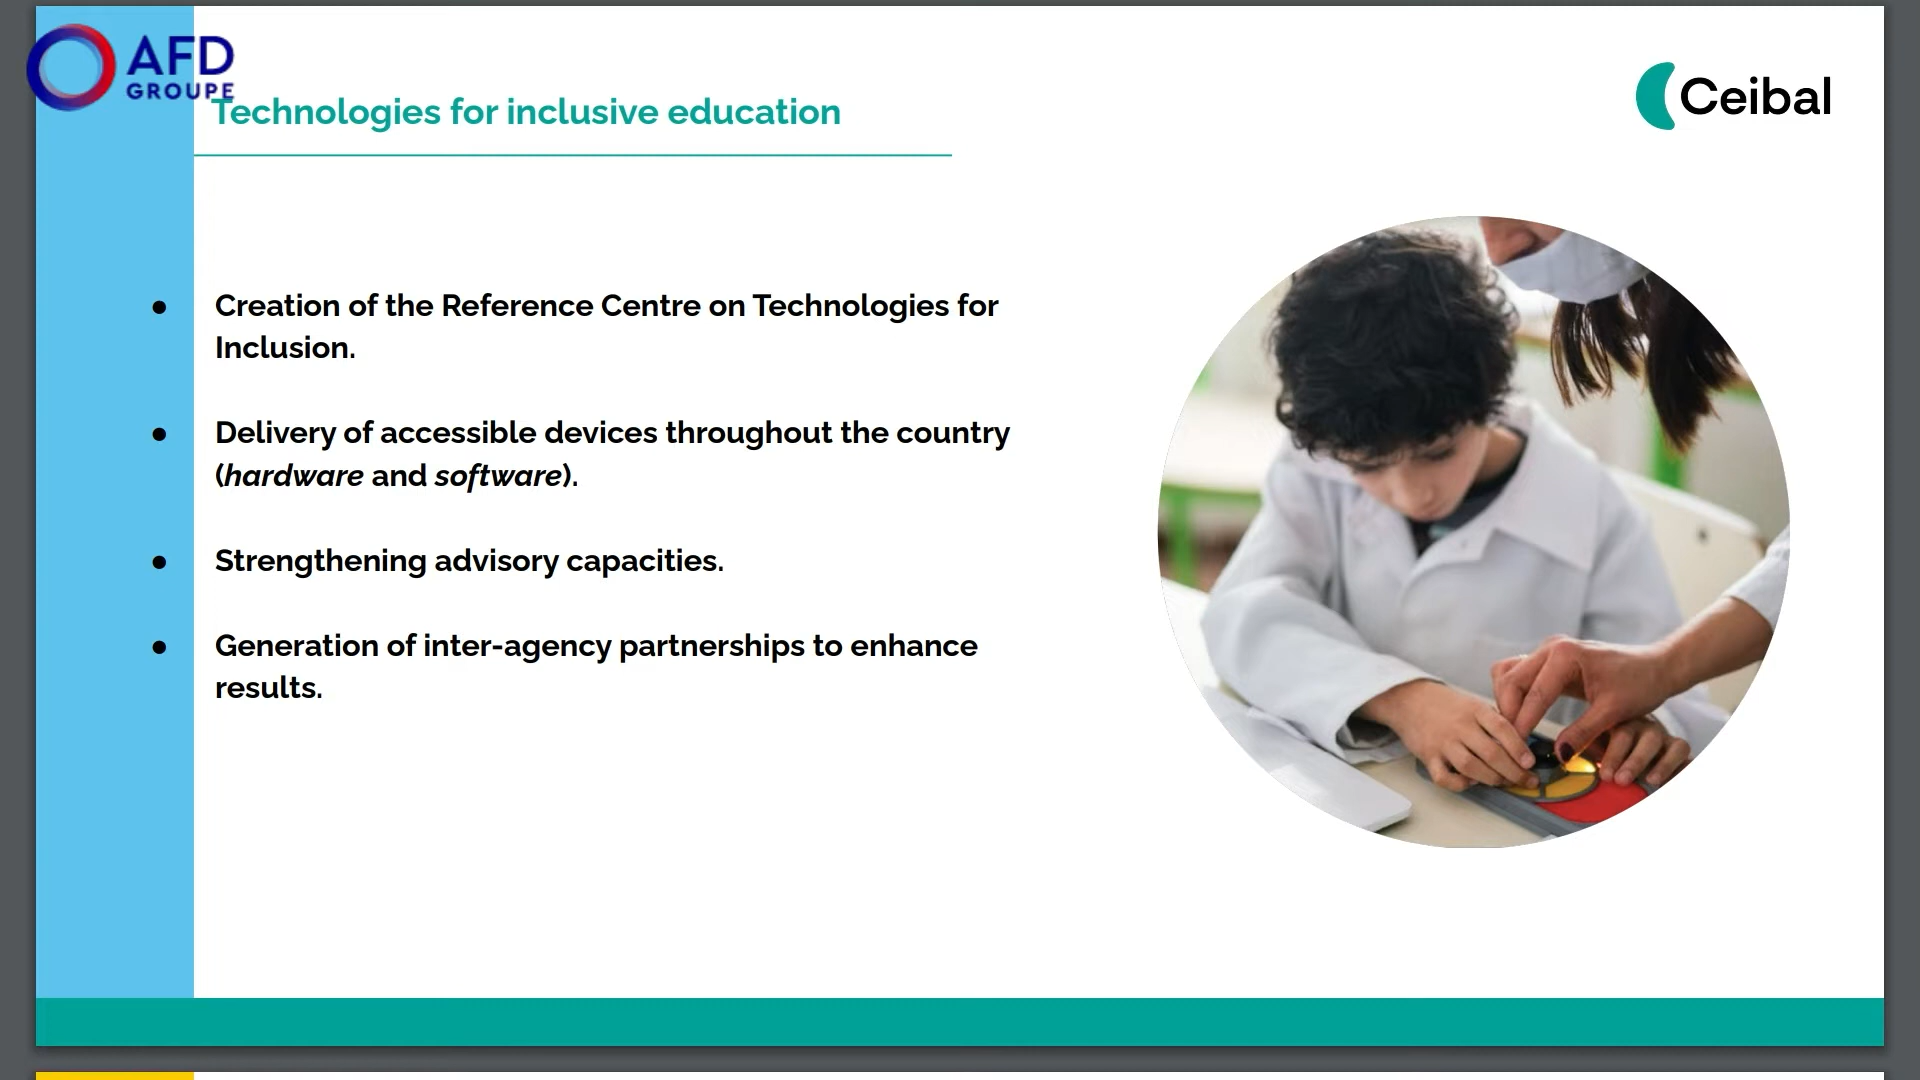 AFD
GROUPE
Technologies for inclusive education
Ceibal
● Creation of the Reference Centre on Technologies for
Inclusion.
● Delivery of accessible devices throughout the country
(hardware and software).
● Strengthening advisory capacities.
● Generation of inter-agency partnerships to enhance
results.